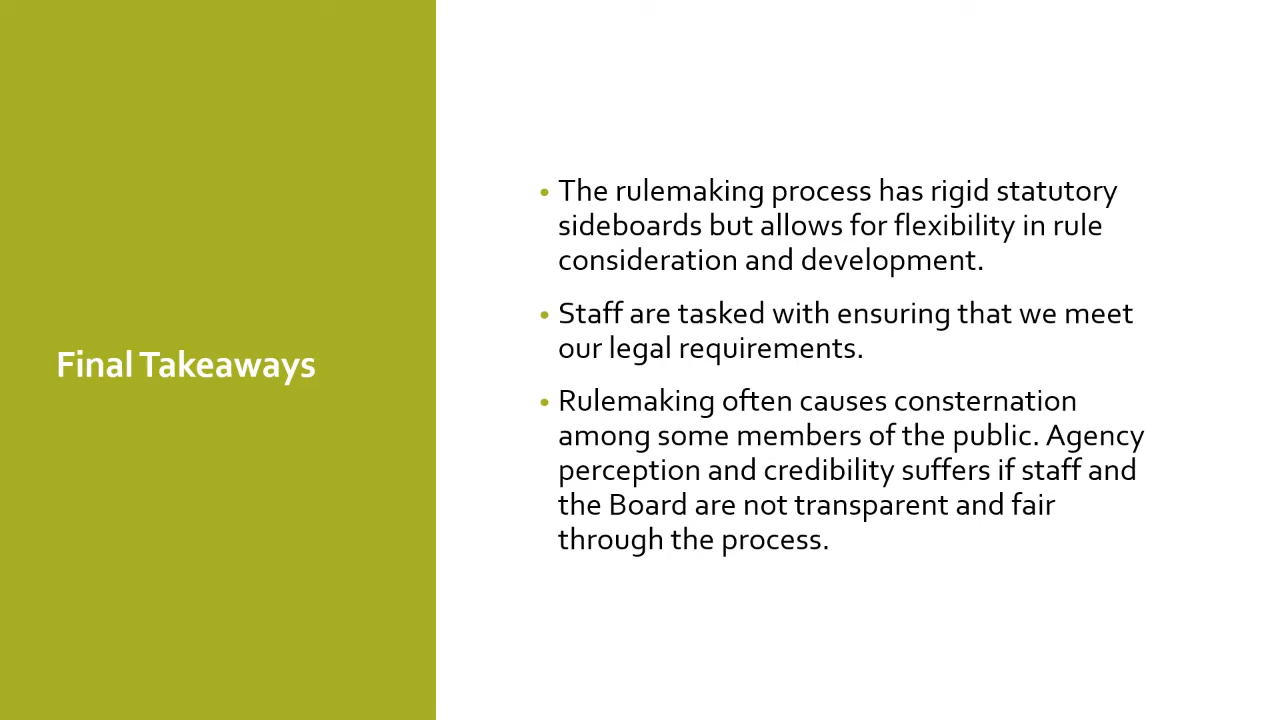 Final Takeaways
• The rulemaking process has rigid statutory
sideboards but allows for flexibility in rule
consideration and development.
• Staff are tasked with ensuring that we meet
our legal requirements.
• Rulemaking often causes consternation
among some members of the public. Agency
perception and credibility suffers if staff and
the Board are not transparent and fair
through the process.